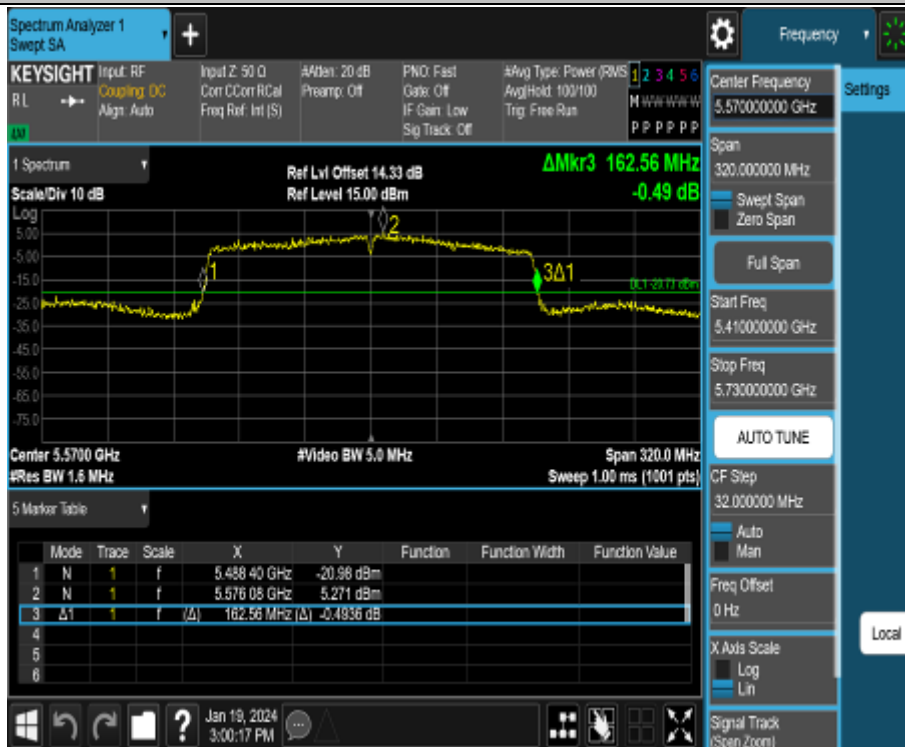 Spectrum Analyzer 1
Swept SA
+
Frequency
KEYSIGHT Input: RF Input Z: 50 Ω #Atten: 20 dB PNO: Fast #Avg Type: Power (RMS 1 2 3 4 5 6
RL Coupling: DC Corr CCorr RCal Preamp: Off Gate: Off Avg|Hold: 100/100 M W W W W W
Align: Auto Freq Ref: Int (S) IF Gain: Low Trig: Free Run
Sig Track: Off P P P P P P
1 Spectrum
Scale/Div 10 dB
Ref Lvl Offset 14.33 dB
Ref Level 15.00 dBm
ΔMkr3 162.56 MHz
-0.49 dB
Log
5.00
-5.00
-15.0
-25.0
-35.0
-45.0
-55.0
-65.0
-75.0
1
2
3Δ1
DL1 -20.73 dBm
Center 5.5700 GHz #Video BW 5.0 MHz Span 320.0 MHz
#Res BW 1.6 MHz Sweep 1.00 ms (1001 pts)
5 Marker Table
Mode Trace Scale X Y Function Function Width Function Value
1 N 1 f 5.488 40 GHz -20.98 dBm
2 N 1 f 5.576 08 GHz 5.271 dBm
3 Δ1 1 f (Δ) 162.56 MHz (Δ) -0.4936 dB
4
5
6
Jan 19, 2024
3:00:17 PM
?
Center Frequency
5.570000000 GHz
Settings
Span
320.000000 MHz
Swept Span
Zero Span
Full Span
Start Freq
5.410000000 GHz
Stop Freq
5.730000000 GHz
AUTO TUNE
CF Step
32.000000 MHz
Auto
Man
Freq Offset
0 Hz
X Axis Scale
Log
Lin
Local
Signal Track
(Span Zoom)